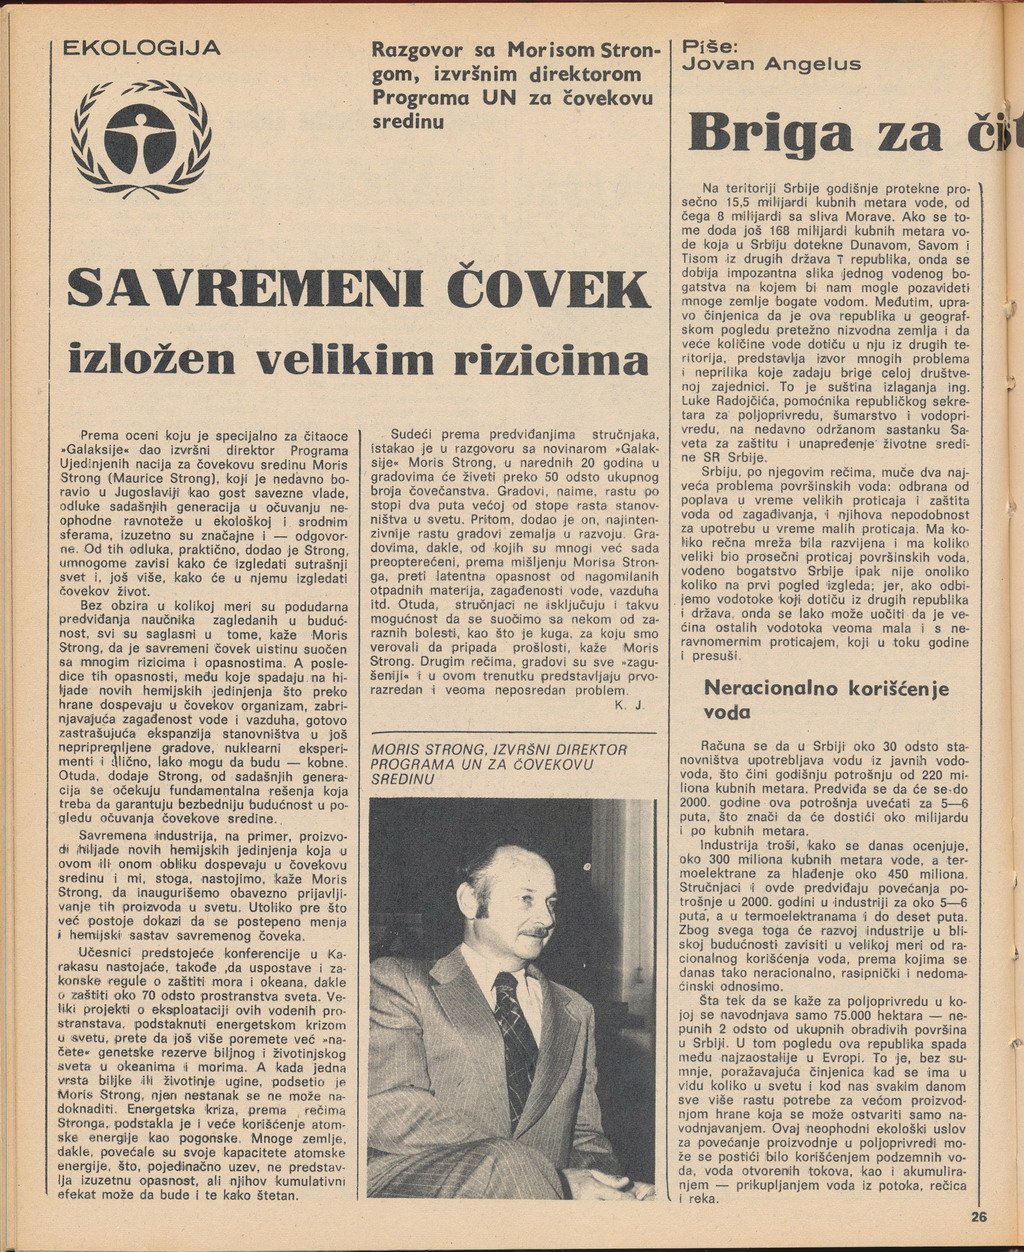 EKOLOGIJA
Razgovor sa Morisom Stron-
gom, izvršnim direktorom
Programa UN za čovekovu
sredinu
SAVREMENI ČOVEK
izložen velikim rizicima
Prema oceni koju je specijalno za čitaoce
»Galaksije« dao izvršni direktor Programa
Ujedinjenih nacija za čovekovu sredinu Moris
Strong (Maurice Strong), koji je nedavno bo-
ravio u Jugoslaviji kao gost savezne vlade,
odluke sadašnjih generacija u očuvanju ne-
ophodne ravnoteže u ekološkoj i srodnim
sferama, izuzetno su značajne i — odgovor-
ne. Od tih odluka, praktično, dodao je Strong,
umnogome zavisi kako će izgledati sutrašnji
svet i, još više, kako će u njemu izgledati
čovekov život.
Bez obzira u kolikoj meri su podudarna
predviđanja naučnika zagledanih u buduć-
nost, svi su saglasni u tome, kaže Moris
Strong, da je savremeni čovek uistinu suočen
sa mnogim rizicima i opasnostima. A posle-
dice tih opasnosti, među koje spadaju na hi-
ljade novih hemijskih jedinjenja što preko
hrane dospevaju u čovekov organizam, zabri-
njavajuća zagađenost vode i vazduha, gotovo
zastrašujuća ekspanzija stanovništva u još
nepripremljene gradove, nuklearni eksperi-
menti i slično, lako mogu da budu — kobne.
Otuda, dodaje Strong, od sadašnjih genera-
cija se očekuju fundamentalna rešenja koja
treba da garantuju bezbedniju budućnost u po-
gledu očuvanja čovekove sredine.
Savremena industrija, na primer, proizvo-
di hiljade novih hemijskih jedinjenja koja u
ovom ili onom obliku dospevaju u čovekovu
sredinu i mi, stoga, nastojimo, kaže Moris
Strong, da inaugurišemo obavezno prijavlji-
vanje tih proizvoda u svetu. Utoliko pre što
već postoje dokazi da se postepeno menja
i hemijski sastav savremenog čoveka.
Učesnici predstojeće konferencije u Ka-
rakasu nastojaće, takođe ,da uspostave i za-
konske regule o zaštiti mora i okeana, dakle
o zaštiti oko 70 odsto prostranstva sveta. Ve-
liki projekti o eksploataciji ovih vodenih pro-
stranstava, podstaknuti energetskom krizom
u svetu, prete da još više poremete već »na-
čete« genetske rezerve biljnog i životinjskog
sveta u okeanima i morima. A kada jedna
vrsta biljke ili životinje ugine, podsetio je
Moris Strong, njen nestanak se ne može na-
doknaditi. Energetska kriza, prema rečima
Stronga, podstakla je i veće korišćenje atom-
ske energije kao pogonske. Mnoge zemlje,
dakle, povećale su svoje kapacitete atomske
energije, što, pojedinačno uzev, ne predstav-
lja izuzetnu opasnost, ali njihov kumulativni
efekat može da bude i te kako štetan.
Sudeći prema predviđanjima stručnjaka,
istakao je u razgovoru sa novinarom »Galak-
sije« Moris Strong, u narednih 20 godina u
gradovima će živeti preko 50 odsto ukupnog
broja čovečanstva. Gradovi, naime, rastu po
stopi dva puta većoj od stope rasta stanov-
ništva u svetu. Pritom, dodao je on, najinten-
zivnije rastu gradovi zemalja u razvoju. Gra-
dovima, dakle, od kojih su mnogi već sada
preopterećeni, prema mišljenju Morisa Stron-
ga, preti latentna opasnost od nagomilanih
otpadnih materija, zagađenosti vode, vazduha
itd. Otuda, stručnjaci ne isključuju i takvu
mogućnost da se suočimo sa nekom od za-
raznih bolesti, kao što je kuga, za koju smo
verovali da pripada prošlosti, kaže Moris
Strong. Drugim rečima, gradovi su sve »zagu-
šeniji« i u ovom trenutku predstavljaju prvo-
razredan i veoma neposredan problem.
K. J.
MORIS STRONG, IZVRŠNI DIREKTOR
PROGRAMA UN ZA ČOVEKOVU
SREDINU
Piše:
Jovan Angelus
Briga za čist
Na teritoriji Srbije godišnje protekne pro-
sečno 15,5 milijardi kubnih metara vode, od
čega 8 milijardi sa sliva Morave. Ako se to-
me doda još 168 milijardi kubnih metara vo-
de koja u Srbiju dotekne Dunavom, Savom i
Tisom iz drugih država i republika, onda se
dobija impozantna slika jednog vodenog bo-
gatstva na kojem bi nam mogle pozavideti
mnoge zemlje bogate vodom. Međutim, upra-
vo činjenica da je ova republika u geograf-
skom pogledu pretežno nizvodna zemlja i da
veće količine vode dotiču u nju iz drugih te-
ritorija, predstavlja izvor mnogih problema
i neprilika koje zadaju brige celoj društve-
noj zajednici. To je suština izlaganja ing.
Luke Radojčića, pomoćnika republičkog sekre-
tara za poljoprivredu, šumarstvo i vodopri-
vredu, na nedavno održanom sastanku Sa-
veta za zaštitu i unapređenje životne sredi-
ne SR Srbije.
Srbiju, po njegovim rečima, muče dva naj-
veća problema površinskih voda: odbrana od
poplava u vreme velikih proticaja i zaštita
voda od zagađivanja, i njihova nepodobnost
za upotrebu u vreme malih proticaja. Ma ko-
liko rečna mreža bila razvijena i ma koliko
veliki bio prosečni proticaj površinskih voda,
vodeno bogatstvo Srbije ipak nije onoliko
koliko na prvi pogled izgleda; jer, ako odbi-
jemo vodotoke koji dotiču iz drugih republika
i država, onda se lako može uočiti da je ve-
ćina ostalih vodotoka veoma mala i s ne-
ravnomernim proticajem, koji u toku godine
i presuši.
Neracionalno korišćenje
voda
Računa se da u Srbiji oko 30 odsto sta-
novništva upotrebljava vodu iz javnih vodo-
voda, što čini godišnju potrošnju od 220 mi-
liona kubnih metara. Predviđa se da će se do
2000. godine ova potrošnja uvećati za 5—6
puta, što znači da će dostići oko milijardu
i po kubnih metara.
Industrija troši, kako se danas ocenjuje,
oko 300 miliona kubnih metara vode, a ter-
moelektrane za hlađenje oko 450 miliona.
Stručnjaci i ovde predviđaju povećanja po-
trošnje u 2000. godini u industriji za oko 5—6
puta, a u termoelektranama i do deset puta.
Zbog svega toga će razvoj industrije u bli-
skoj budućnosti zavisiti u velikoj meri od ra-
cionalnog korišćenja voda, prema kojima se
danas tako neracionalno, rasipnički i nedoma-
ćinski odnosimo.
Šta tek da se kaže za poljoprivredu u ko-
joj se navodnjava samo 75.000 hektara — ne-
punih 2 odsto od ukupnih obradivih površina
u Srbiji. U tom pogledu ova republika spada
među najzaostalije u Evropi. To je, bez su-
mnje, poražavajuća činjenica kad se ima u
vidu koliko u svetu i kod nas svakim danom
sve više rastu potrebe za većom proizvod-
njom hrane koja se može ostvariti samo na-
vodnjavanjem. Ovaj neophodni ekološki uslov
za povećanje proizvodnje u poljoprivredi mo-
že se postići bilo korišćenjem podzemnih vo-
da, voda otvorenih tokova, kao i akumulira-
njem — prikupljanjem voda iz potoka, rečica
i reka.
26